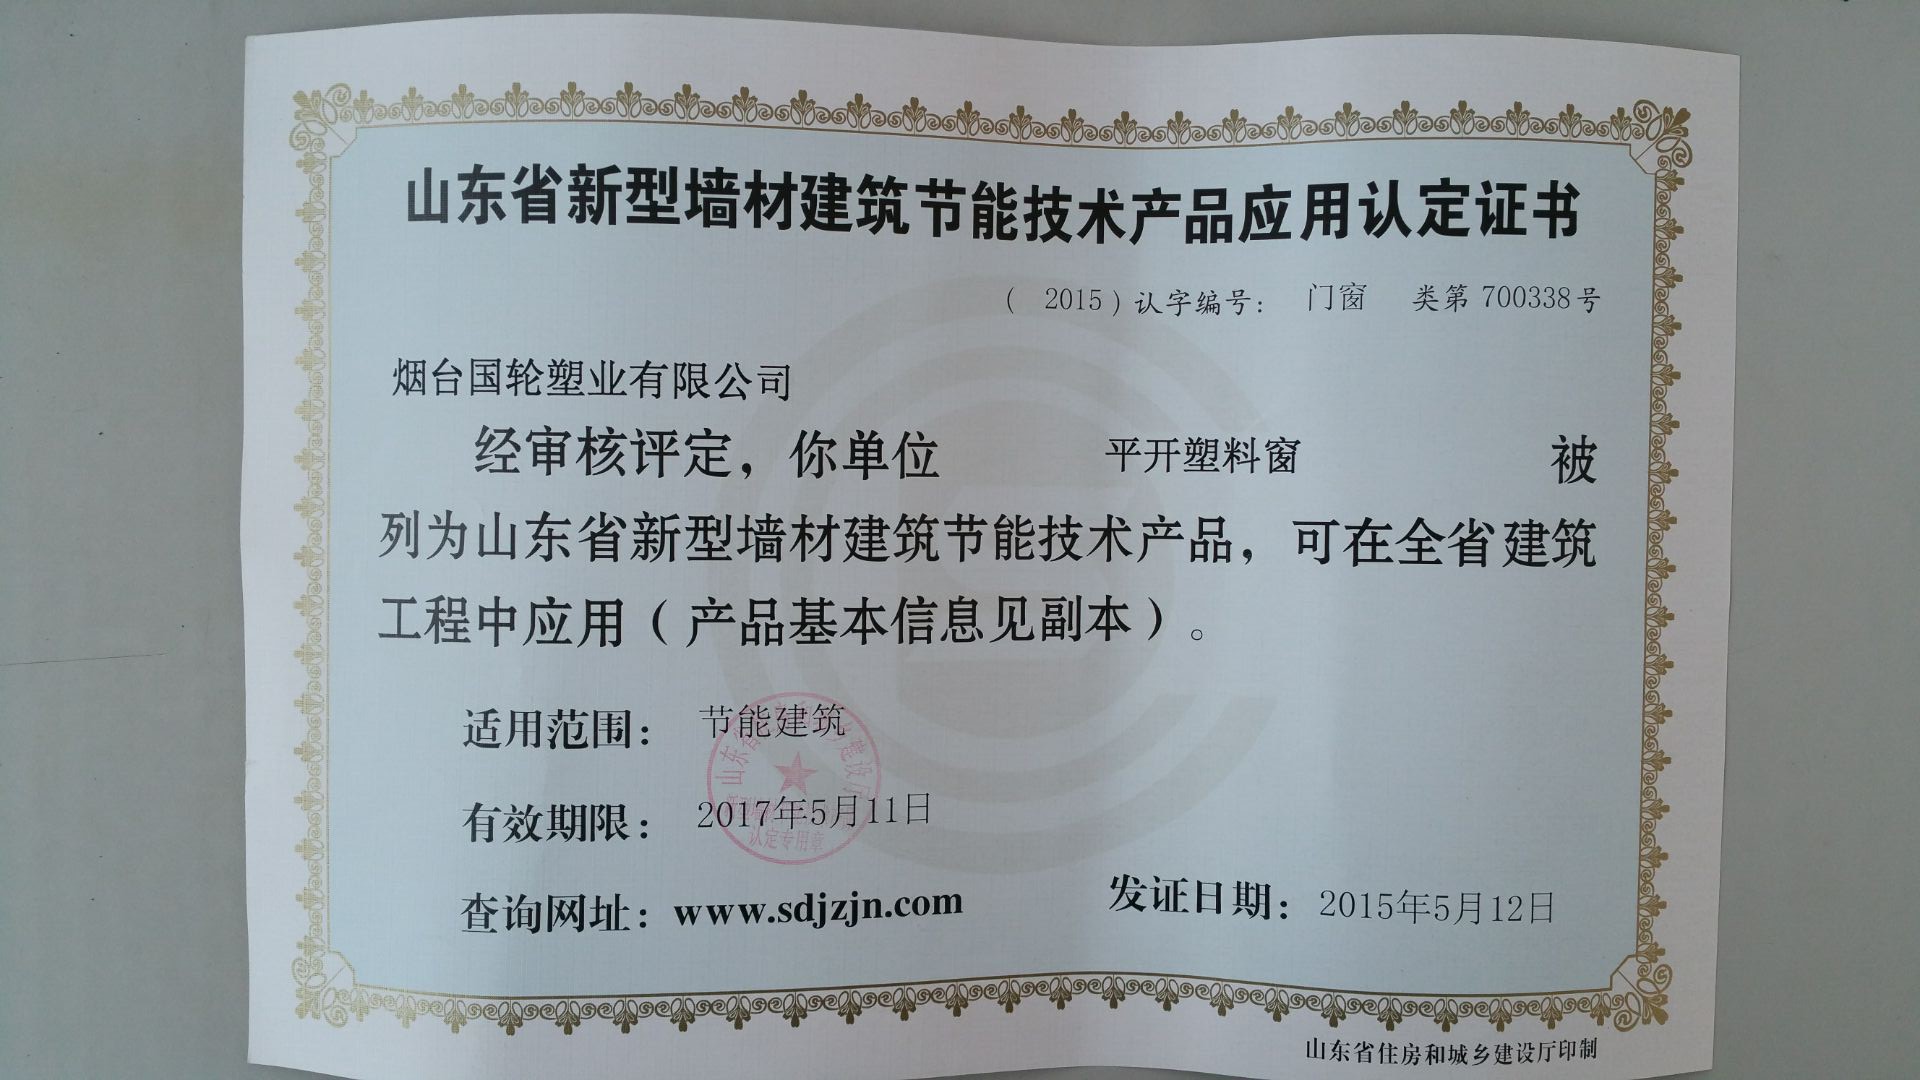 山东省新型墙材建筑节能技术产品应用认定证书
( 2015 ) 认字编号: 门窗 类第 700338 号
烟台国轮塑业有限公司
经审核评定，你单位 平开塑料窗 被
列为山东省新型墙材建筑节能技术产品，可在全省建筑
工程中应用（产品基本信息见副本）。
适用范围： 节能建筑
有效期限： 2017年5月11日
认定专用章
查询网址：www.sdjzjn.com 发证日期：2015年5月12日
山东省住房和城乡建设厅印制